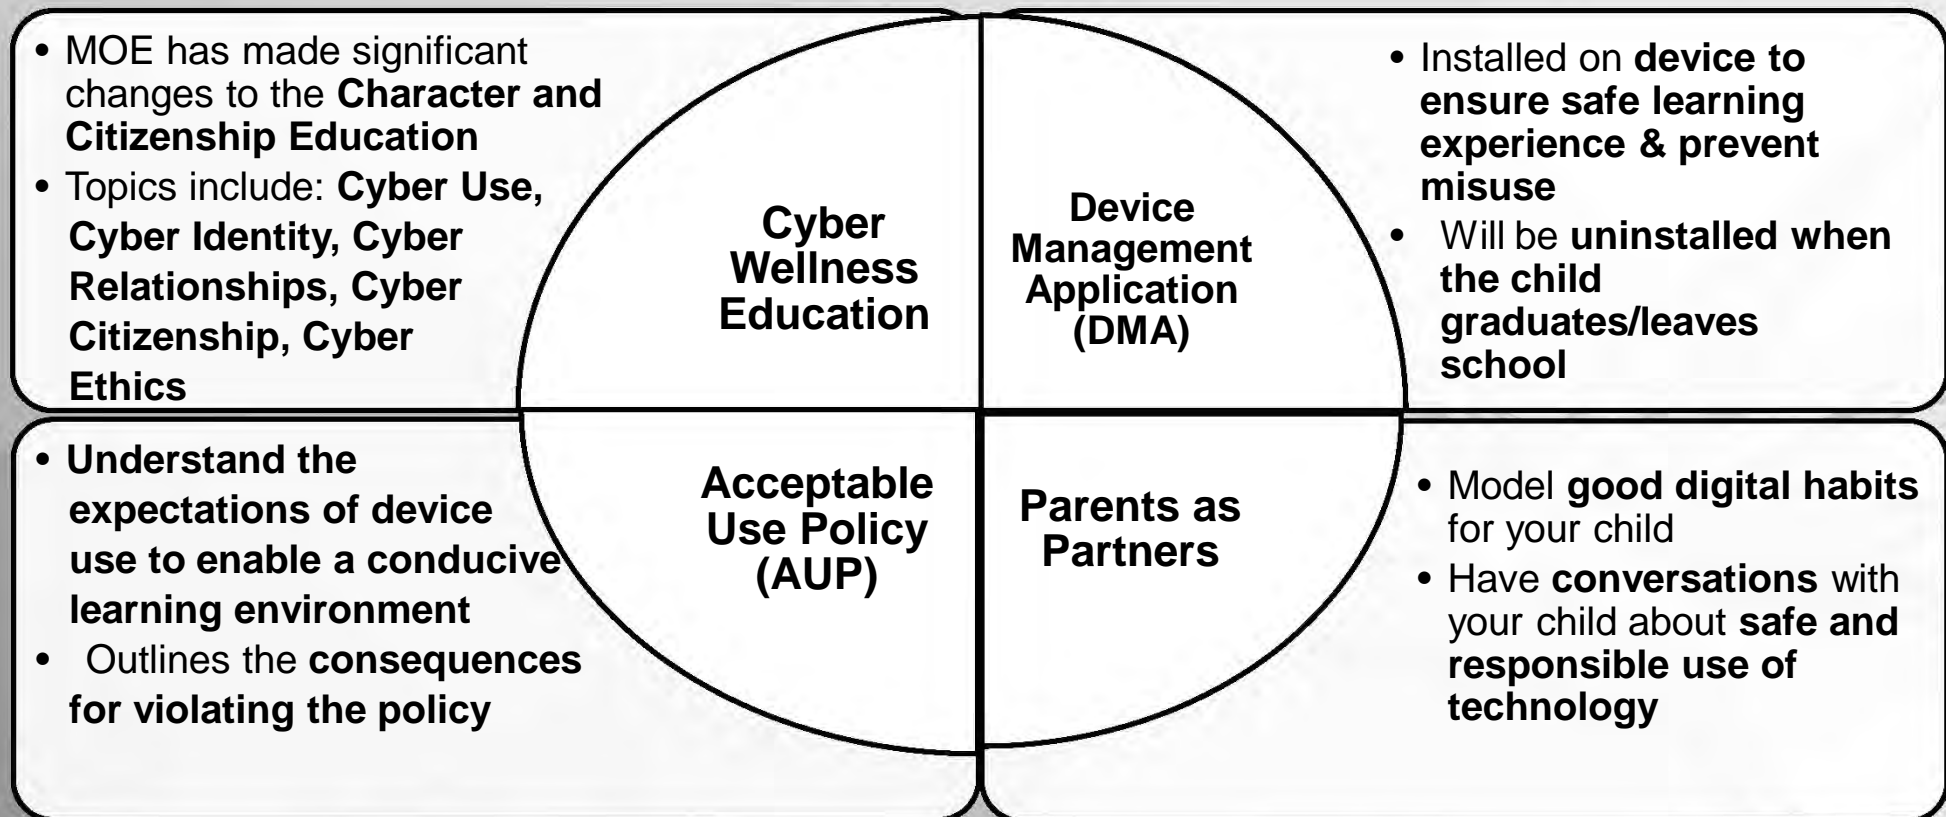 • MOE has made significant
changes to the Character and
Citizenship Education
• Topics include: Cyber Use,
Cyber Identity, Cyber
Relationships, Cyber
Citizenship, Cyber
Ethics
Cyber
Wellness
Education
Device
Management
Application
(DMA)
• Installed on device to
ensure safe learning
experience & prevent
misuse
• Will be uninstalled when
the child
graduates/leaves
school
• Understand the
expectations of device
use to enable a conducive
learning environment
• Outlines the consequences
for violating the policy
Acceptable
Use Policy
(AUP)
Parents as
Partners
• Model good digital habits
for your child
• Have conversations with
your child about safe and
responsible use of
technology